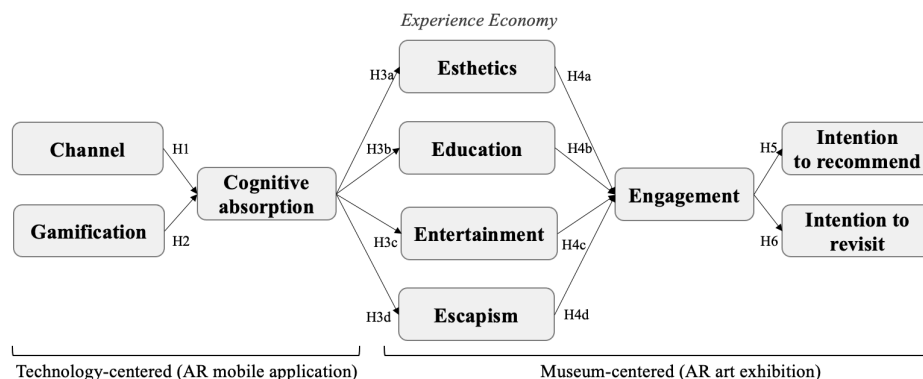 Experience Economy
Esthetics
H3a
H4a
Channel
H1
H3b
Education
H4b
H5
Intention
to recommend
Cognitive
absorption
Engagement
Gamification
H2
H3c
Entertainment
H4c
H6
Intention to
revisit
H3d
Escapism
H4d
Technology-centered (AR mobile application)
Museum-centered (AR art exhibition)